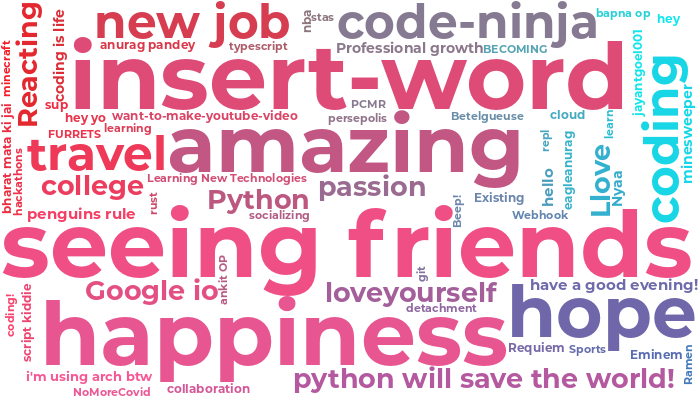 new job
code-ninja
nba
stas
bapna op
hey
anurag pandey
typescript
Professional growth
BECOMING
Reacting
coding is life
minecraft
bharat mata ki jai
insert-word
jayantgoel001
coding
minesweeper
sup
hey yo
want-to-make-youtube-video
PCMR
persepolis
Betelgeuse
cloud
learn
FURRETS
learning
travel
amazing
repl
eagleanurag
hackathons
college
Learning New Technologies
passion
hello
Llove
Nyaa
rust
Python
Existing
Beep!
penguins rule
socializing
Webhook
seeing friends
ankit OP
git
Google io
loveyourself
have a good evening!
coding!
script kiddie
happiness
detachment
hope
Requiem
Sports
Eminem
Ramen
i'm using arch btw
NoMoreCovid
collaboration
python will save the world!